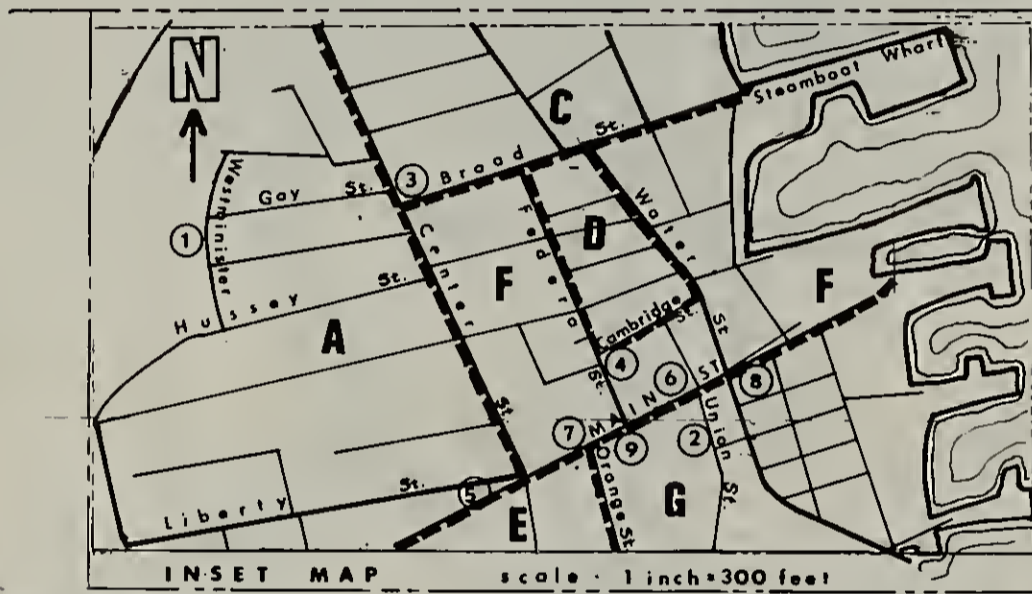 N
C
Steamboat Wharf
St.
Broad
3
Westminister
Gay St.
1
Center
Federal
Water
D
F
F
Hussey St.
A
Cambridge St.
St.
4
St.
6
8
MAIN ST
7
9
2
Union St.
St.
5
Liberty St.
Orange St.
E
G
INSET MAP scale · 1 inch=300 feet